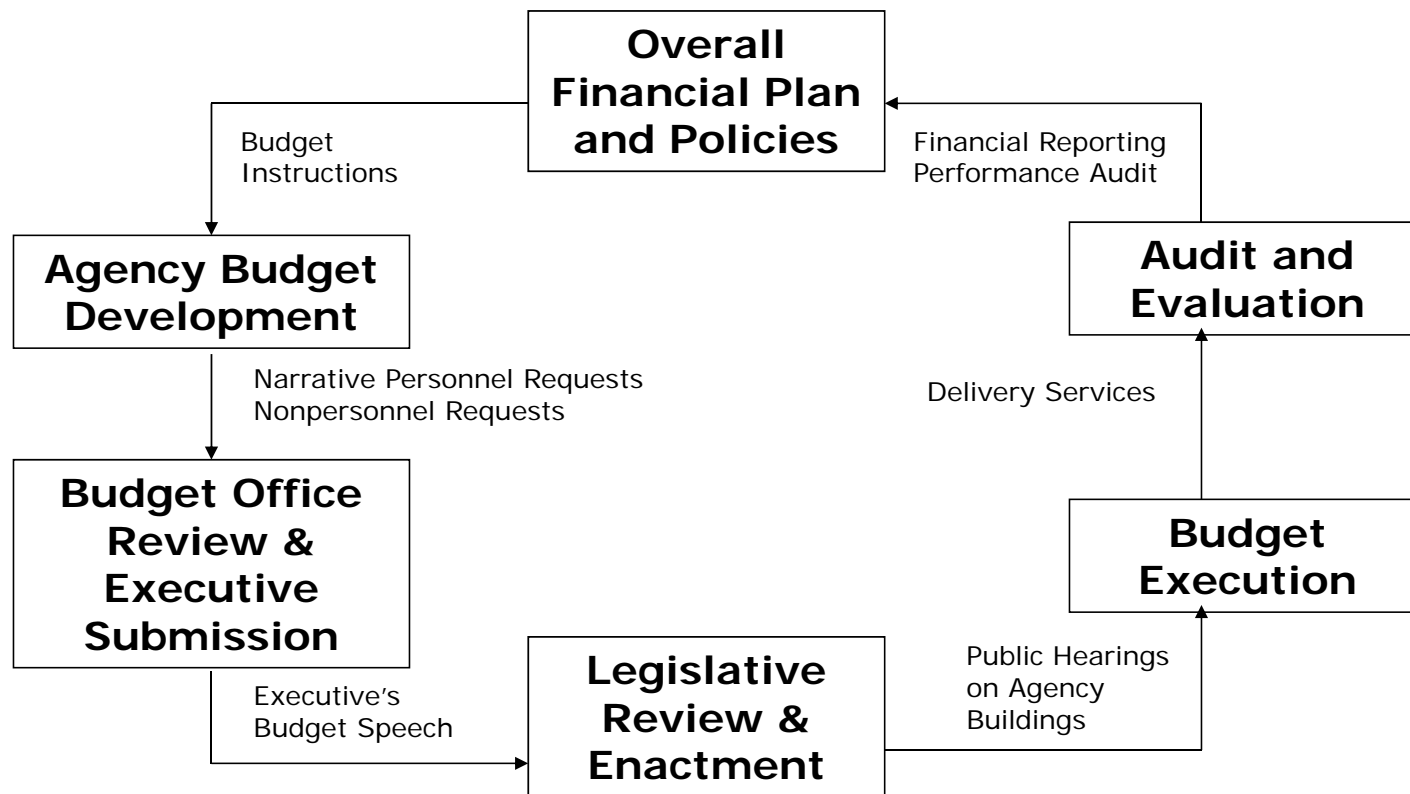 Overall
Financial Plan
and Policies
Budget
Instructions
Financial Reporting
Performance Audit
Agency Budget
Development
Audit and
Evaluation
Narrative Personnel Requests
Nonpersonnel Requests
Delivery Services
Budget Office
Review &
Executive
Submission
Budget
Execution
Executive's
Budget Speech
Legislative
Review &
Enactment
Public Hearings
on Agency
Buildings